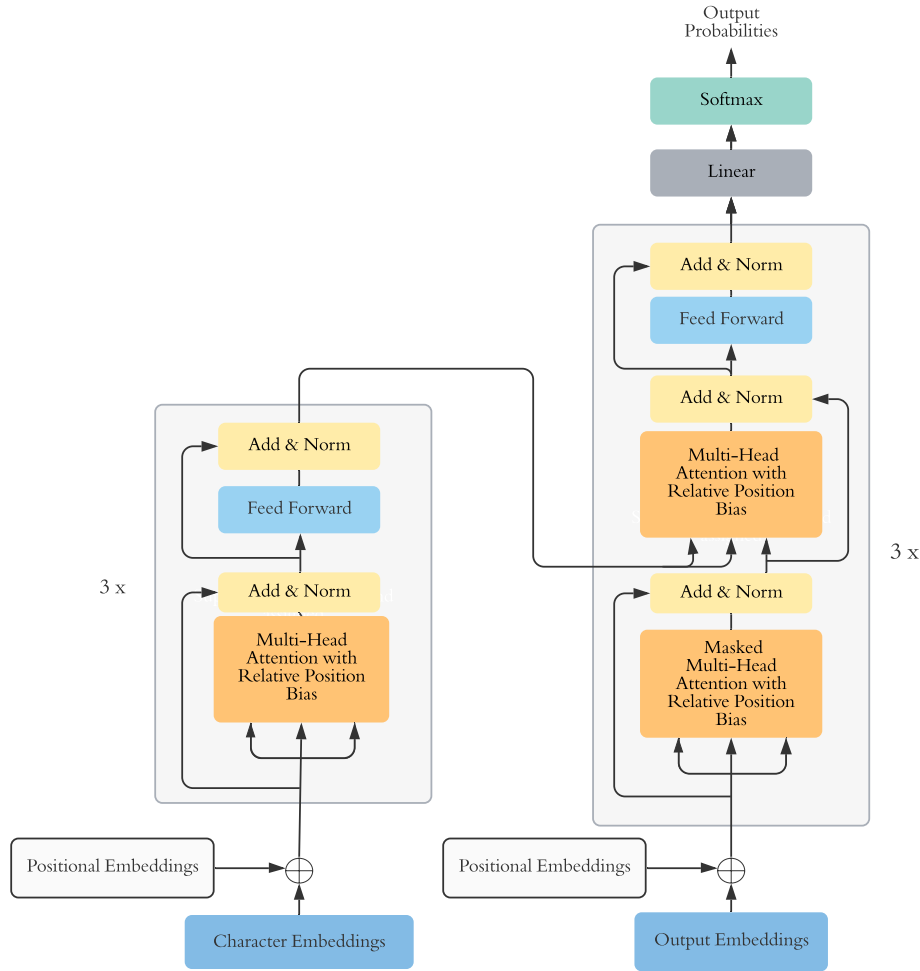 Output
Probabilities
Softmax
Linear
Add & Norm
Feed Forward
Add & Norm
Multi-Head
Attention with
Relative Position
Bias
3 x
Add & Norm
Masked
Multi-Head
Attention with
Relative Position
Bias
Positional Embeddings
Output Embeddings
Add & Norm
Feed Forward
3 x
Add & Norm
Multi-Head
Attention with
Relative Position
Bias
Positional Embeddings
Character Embeddings